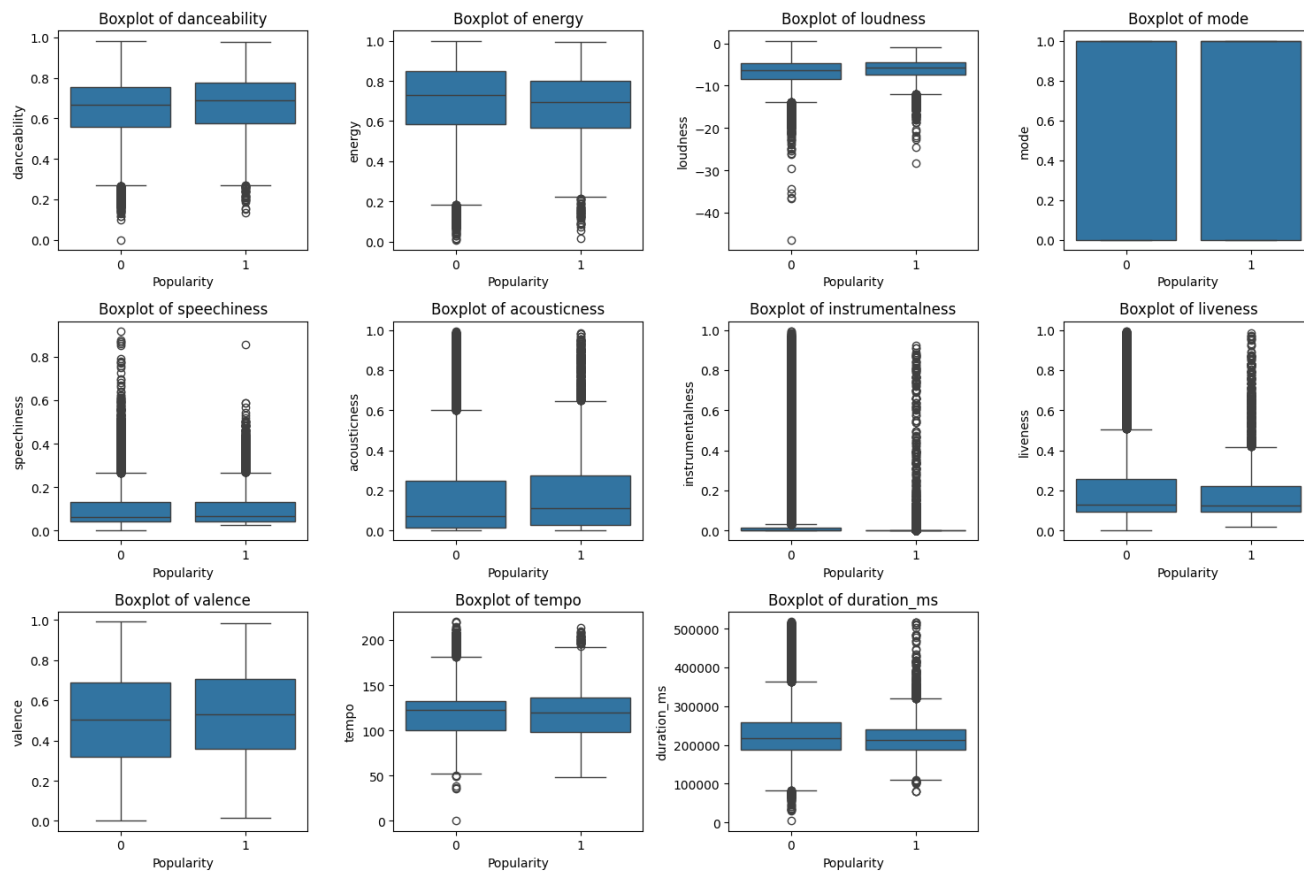 Boxplot of danceability
1.0
0.8
0.6
0.4
0.2
0.0
danceability
0
1
Popularity
Boxplot of energy
1.0
0.8
0.6
0.4
0.2
0.0
energy
0
1
Popularity
Boxplot of loudness
0
−10
−20
−30
−40
loudness
0
1
Popularity
Boxplot of mode
1.0
0.8
0.6
0.4
0.2
0.0
mode
0
1
Popularity
Boxplot of speechiness
0.8
0.6
0.4
0.2
0.0
speechiness
0
1
Popularity
Boxplot of acousticness
1.0
0.8
0.6
0.4
0.2
0.0
acousticness
0
1
Popularity
Boxplot of instrumentalness
1.0
0.8
0.6
0.4
0.2
0.0
instrumentalness
0
1
Popularity
Boxplot of liveness
1.0
0.8
0.6
0.4
0.2
0.0
liveness
0
1
Popularity
Boxplot of valence
1.0
0.8
0.6
0.4
0.2
0.0
valence
0
1
Popularity
Boxplot of tempo
200
150
100
50
0
tempo
0
1
Popularity
Boxplot of duration_ms
500000
400000
300000
200000
100000
0
duration_ms
0
1
Popularity